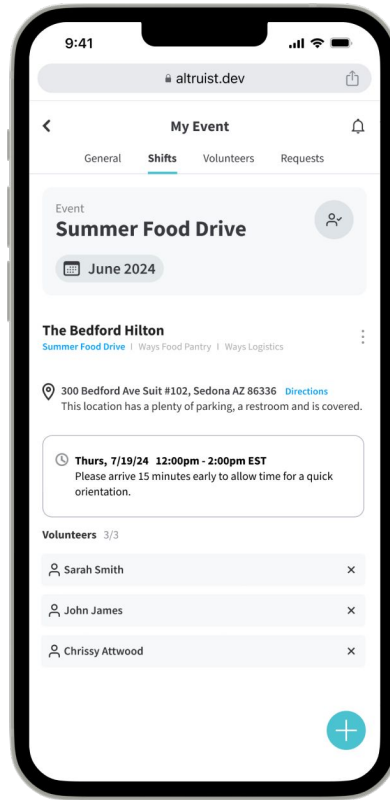 9:41
altruist.dev
My Event
General Shifts Volunteers Requests
Event
Summer Food Drive
June 2024
The Bedford Hilton
Summer Food Drive | Ways Food Pantry | Ways Logistics
300 Bedford Ave Suit #102, Sedona AZ 86336 Directions
This location has a plenty of parking, a restroom and is covered.
Thurs, 7/19/24 12:00pm - 2:00pm EST
Please arrive 15 minutes early to allow time for a quick
orientation.
Volunteers 3/3
Sarah Smith
John James
Chrissy Attwood